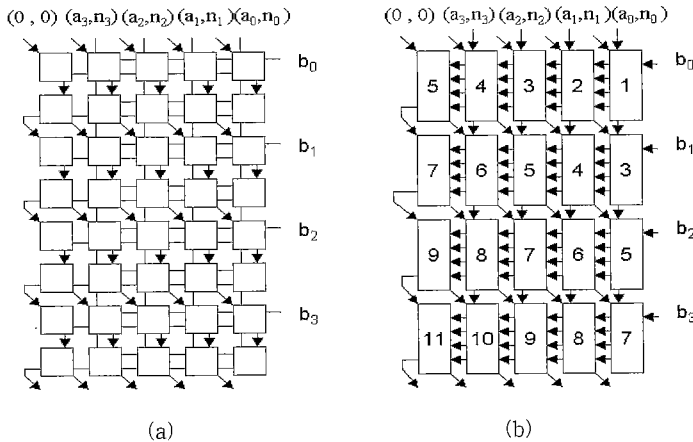 (0 , 0) (a₃,n₃)(a₂,n₂)(a₁,n₁)(a₀,n₀)
b₀
b₁
b₂
b₃
(a)
(0 , 0) (a₃,n₃)(a₂,n₂)(a₁,n₁)(a₀,n₀)
5 4 3 2 1 b₀
7 6 5 4 3 b₁
9 8 7 6 5 b₂
11 10 9 8 7 b₃
(b)